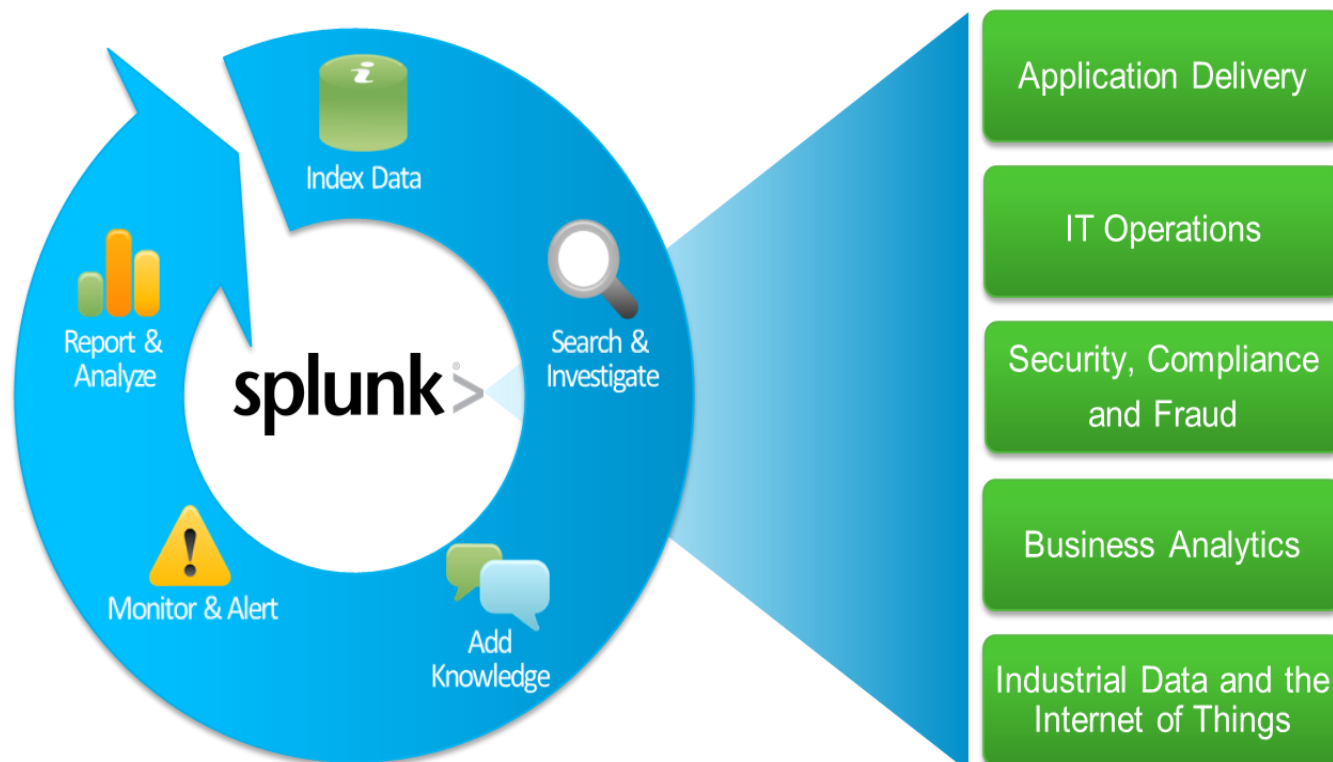 Index Data
Search &
Investigate
Add
Knowledge
Monitor & Alert
Report &
Analyze
splunk>®
Application Delivery
IT Operations
Security, Compliance
and Fraud
Business Analytics
Industrial Data and the
Internet of Things